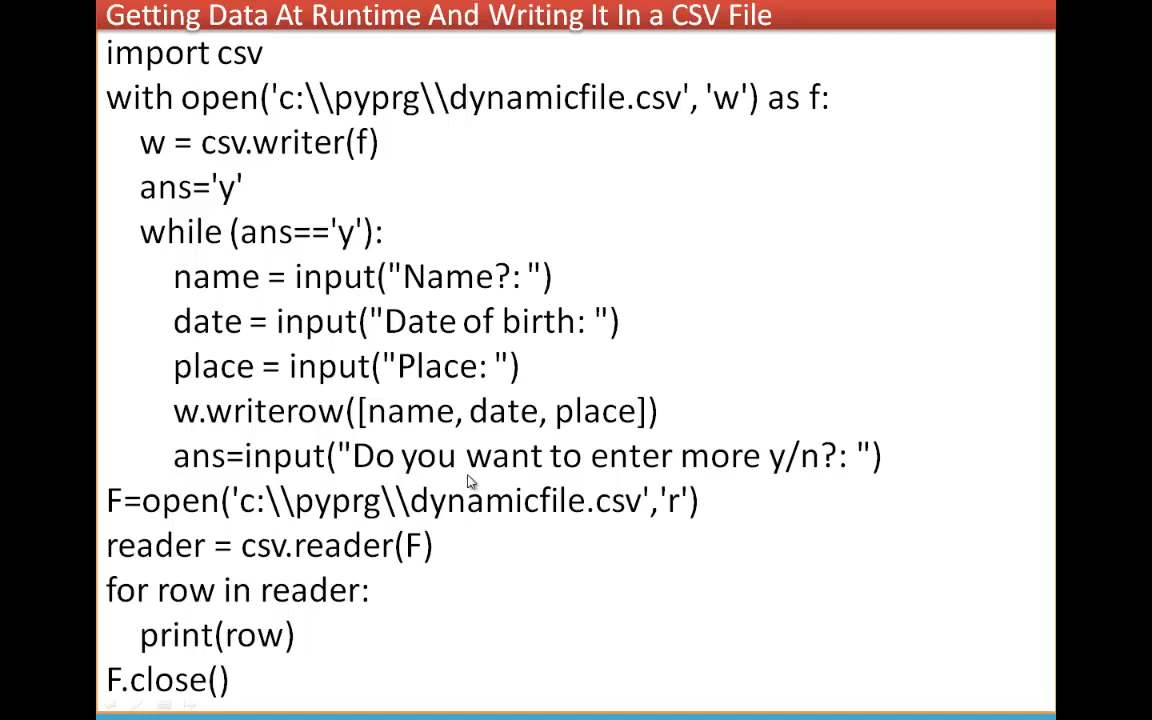 Getting Data At Runtime And Writing It In a CSV File
import csv
with open('c:\\pyprg\\dynamicfile.csv', 'w') as f:
w = csv.writer(f)
ans='y'
while (ans=='y'):
name = input("Name?: ")
date = input("Date of birth: ")
place = input("Place: ")
w.writerow([name, date, place])
ans=input("Do you want to enter more y/n?: ")
F=open('c:\\pyprg\\dynamicfile.csv','r')
reader = csv.reader(F)
for row in reader:
print(row)
F.close()